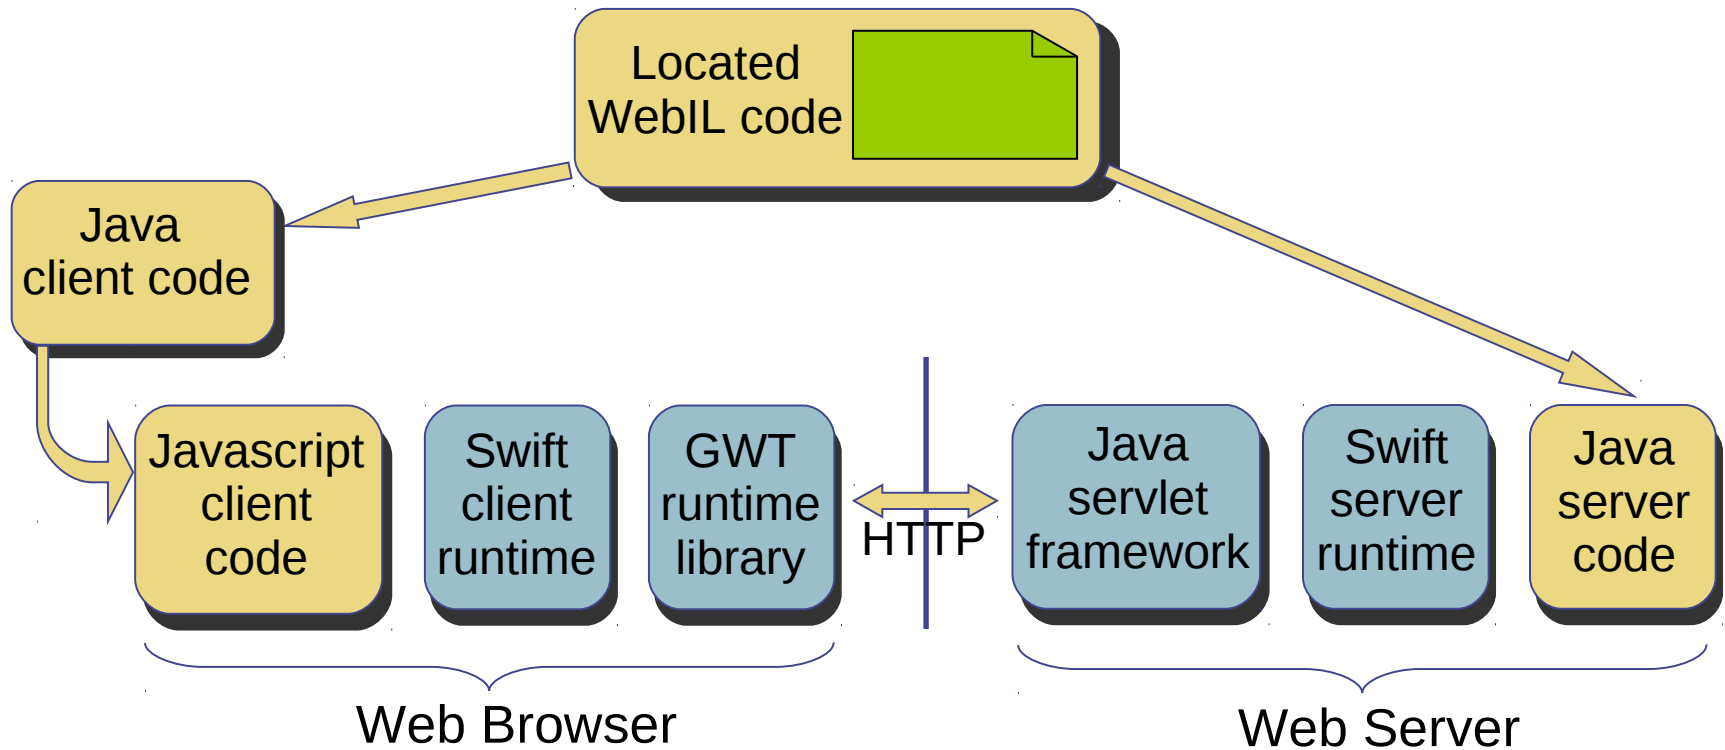 Located
WebIL code
Java
client code
Javascript
client
code
Swift
client
runtime
GWT
runtime
library
HTTP
Java
servlet
framework
Swift
server
runtime
Java
server
code
Web Browser
Web Server